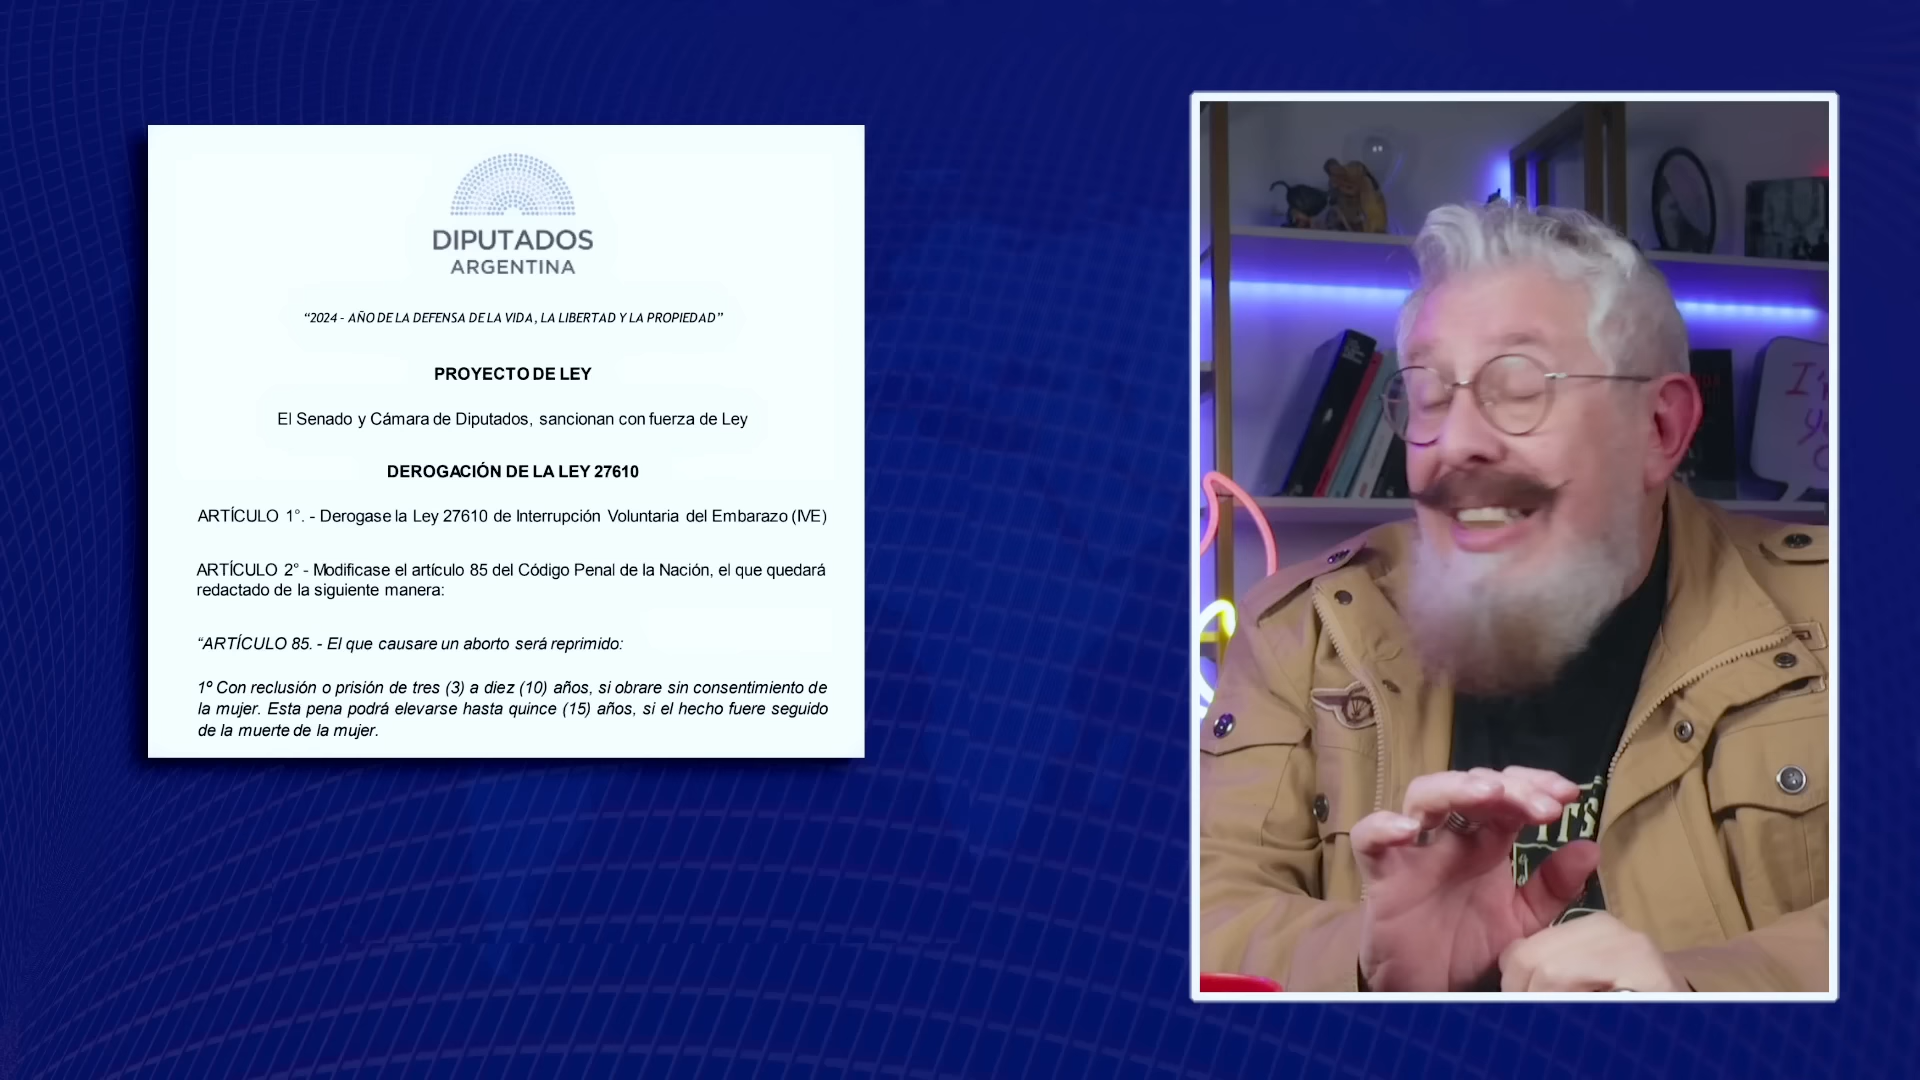 DIPUTADOS
ARGENTINA
“2024 - AÑO DE LA DEFENSA DE LA VIDA, LA LIBERTAD Y LA PROPIEDAD”
PROYECTO DE LEY
El Senado y Cámara de Diputados, sancionan con fuerza de Ley
DEROGACIÓN DE LA LEY 27610
ARTÍCULO 1°. - Derogase la Ley 27610 de Interrupción Voluntaria del Embarazo (IVE)
ARTÍCULO 2° - Modificase el artículo 85 del Código Penal de la Nación, el que quedará
redactado de la siguiente manera:
“ARTÍCULO 85. - El que causare un aborto será reprimido:
1º Con reclusión o prisión de tres (3) a diez (10) años, si obrare sin consentimiento de
la mujer. Esta pena podrá elevarse hasta quince (15) años, si el hecho fuere seguido
de la muerte de la mujer.